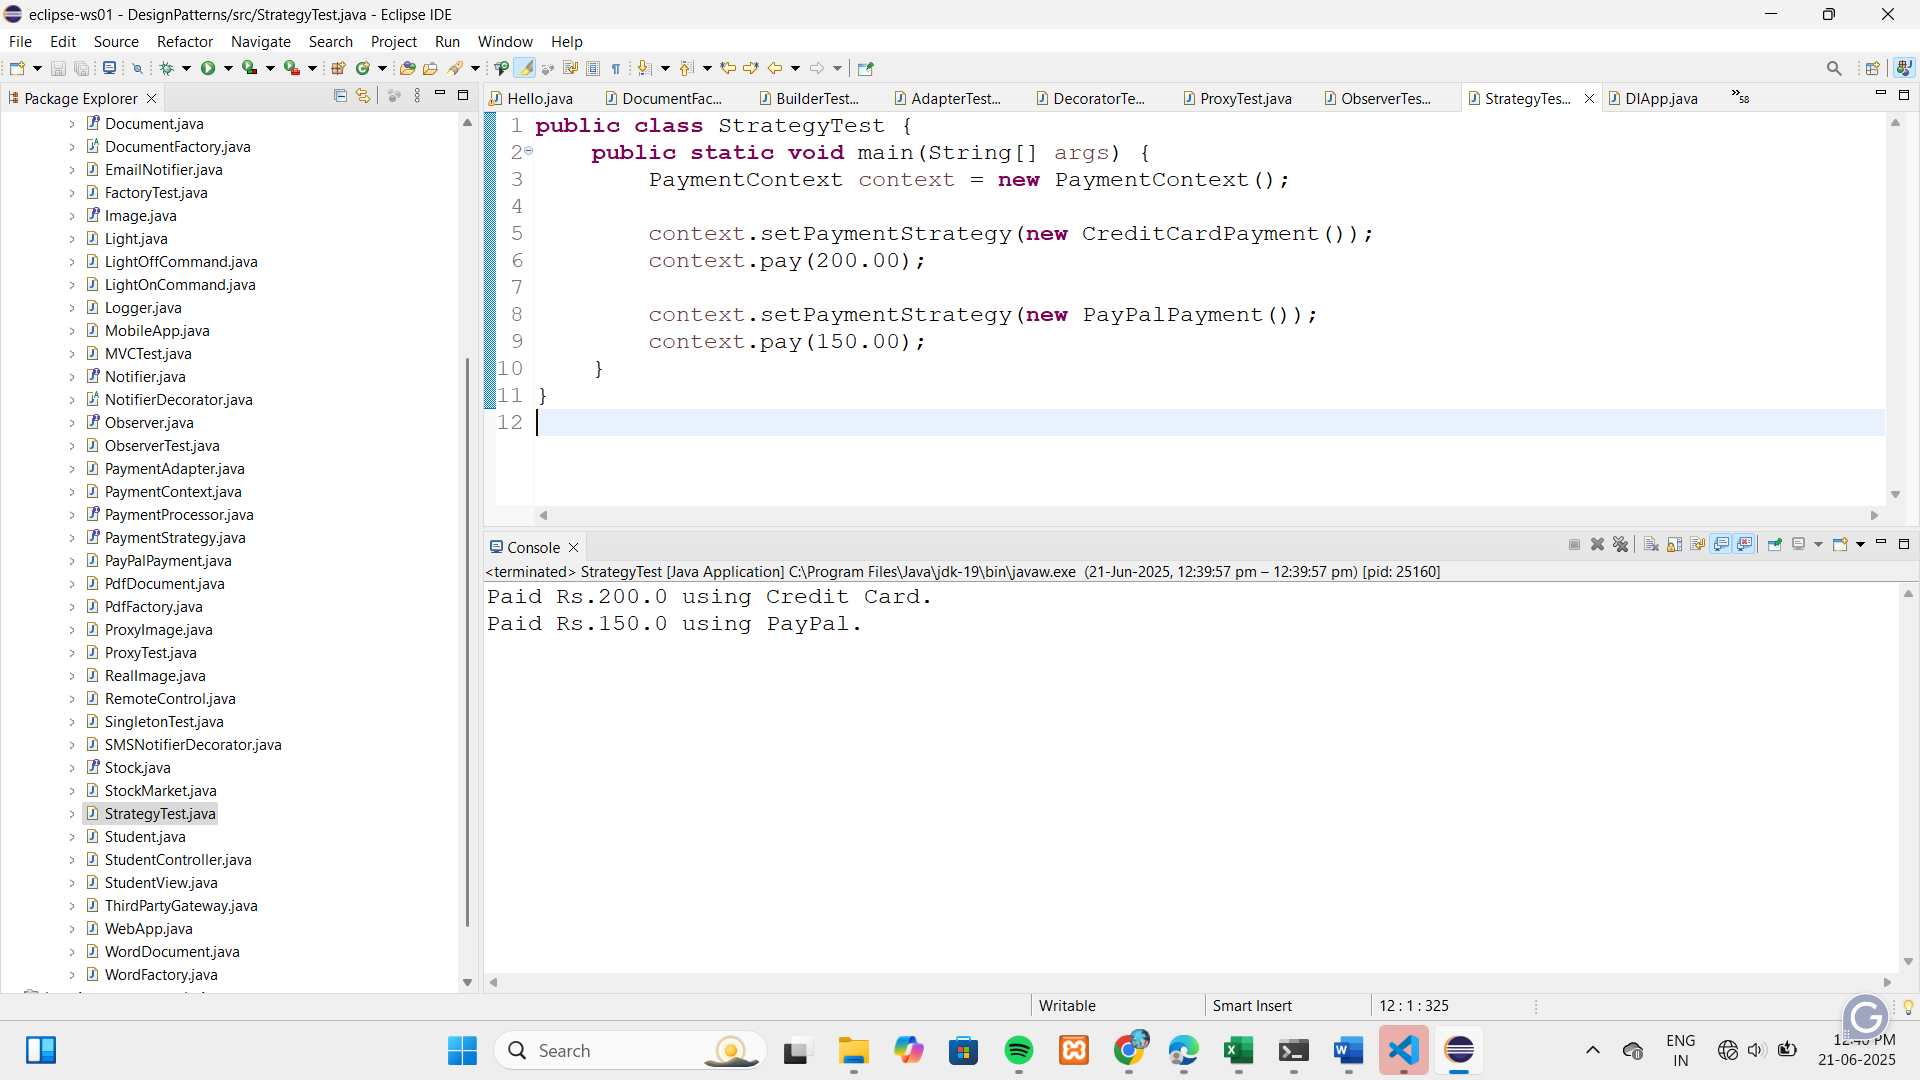 eclipse-ws01 - DesignPatterns/src/StrategyTest.java - Eclipse IDE
File Edit Source Refactor Navigate Search Project Run Window Help
Package Explorer
Document.java
DocumentFactory.java
EmailNotifier.java
FactoryTest.java
Image.java
Light.java
LightOffCommand.java
LightOnCommand.java
Logger.java
MobileApp.java
MVCTest.java
Notifier.java
NotifierDecorator.java
Observer.java
ObserverTest.java
PaymentAdapter.java
PaymentContext.java
PaymentProcessor.java
PaymentStrategy.java
PayPalPayment.java
PdfDocument.java
PdfFactory.java
ProxyImage.java
ProxyTest.java
RealImage.java
RemoteControl.java
SingletonTest.java
SMSNotifierDecorator.java
Stock.java
StockMarket.java
StrategyTest.java
Student.java
StudentController.java
StudentView.java
ThirdPartyGateway.java
WebApp.java
WordDocument.java
WordFactory.java
Hello.java DocumentFac... BuilderTest... AdapterTest... DecoratorTe... ProxyTest.java ObserverTes... StrategyTes... DIApp.java »58
1 public class StrategyTest {
2 public static void main(String[] args) {
3 PaymentContext context = new PaymentContext();
4
5 context.setPaymentStrategy(new CreditCardPayment());
6 context.pay(200.00);
7
8 context.setPaymentStrategy(new PayPalPayment());
9 context.pay(150.00);
10 }
11 }
12
Console
<terminated> StrategyTest [Java Application] C:\Program Files\Java\jdk-19\bin\javaw.exe (21-Jun-2025, 12:39:57 pm – 12:39:57 pm) [pid: 25160]
Paid Rs.200.0 using Credit Card.
Paid Rs.150.0 using PayPal.
Writable Smart Insert 12 : 1 : 325
Search
ENG
IN
12:40 PM
21-06-2025